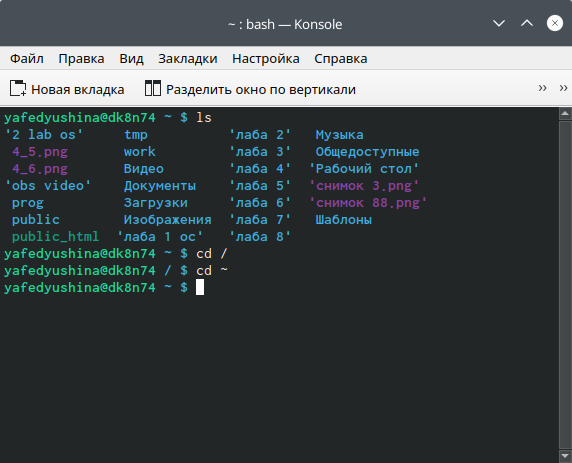 ~ : bash — Konsole
Файл Правка Вид Закладки Настройка Справка
Новая вкладка Разделить окно по вертикали »  »
yafedyushina@dk8n74 ~ $ ls
'2 lab os' tmp 'лаба 2' Музыка
4_5.png work 'лаба 3' Общедоступные
4_6.png Видео 'лаба 4' 'Рабочий стол'
'obs video' Документы 'лаба 5' 'снимок 3.png'
prog Загрузки 'лаба 6' 'снимок 88.png'
public Изображения 'лаба 7' Шаблоны
public_html 'лаба 1 ос' 'лаба 8'
yafedyushina@dk8n74 ~ $ cd /
yafedyushina@dk8n74 / $ cd ~
yafedyushina@dk8n74 ~ $